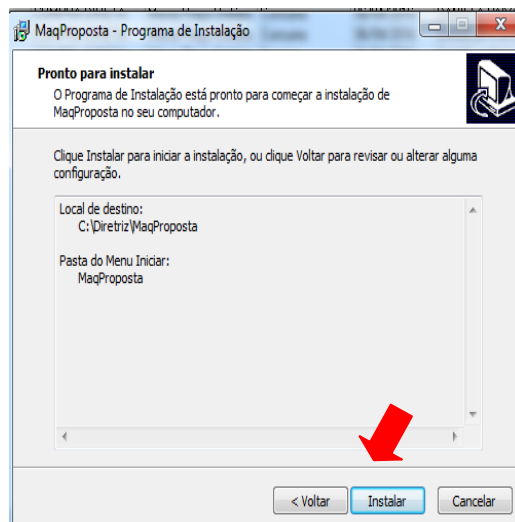 MaqProposta - Programa de Instalação
Pronto para instalar
O Programa de Instalação está pronto para começar a instalação de
MaqProposta no seu computador.
Clique Instalar para iniciar a instalação, ou clique Voltar para revisar ou alterar alguma
configuração.
Local de destino:
C:\Diretriz\MaqProposta
Pasta do Menu Iniciar:
MaqProposta
< Voltar
Instalar
Cancelar